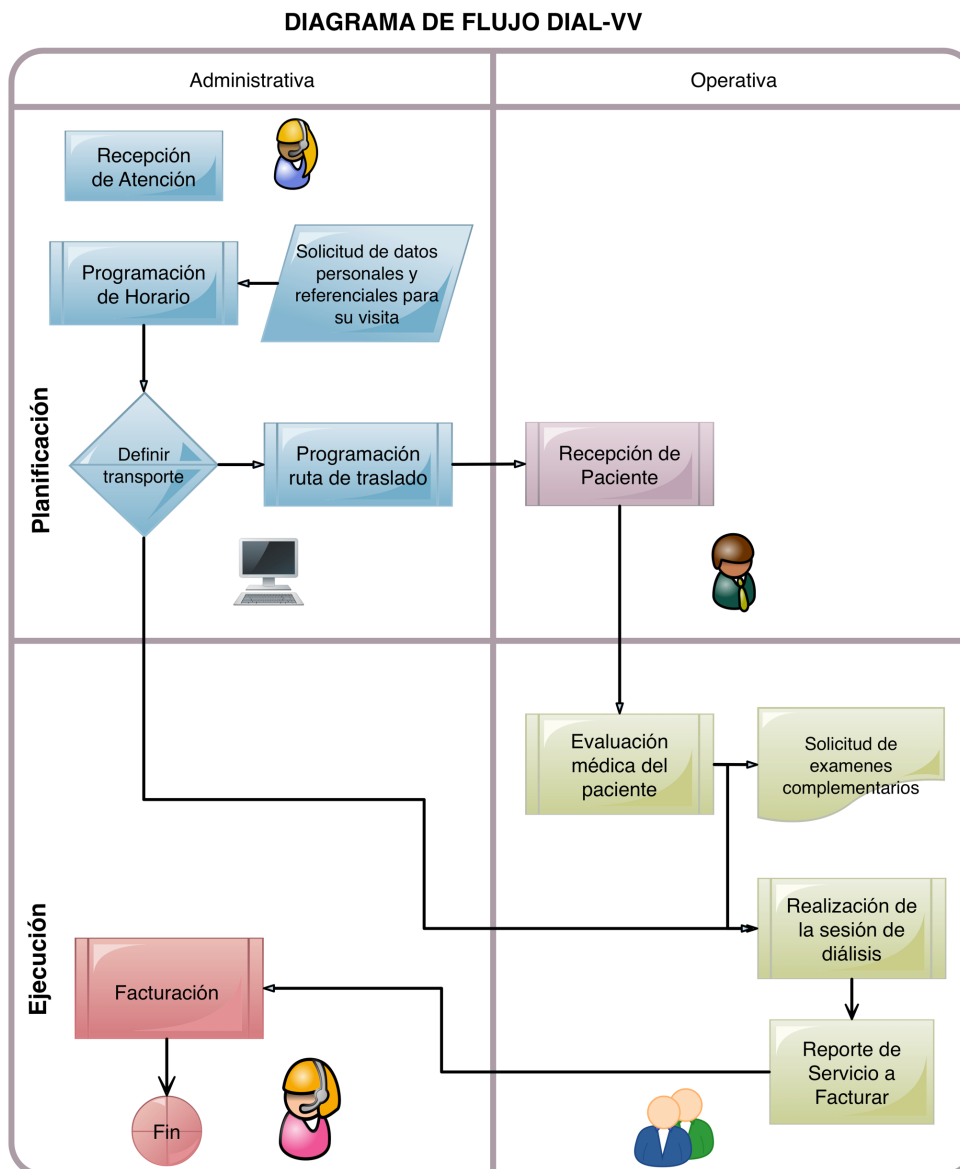 DIAGRAMA DE FLUJO DIAL-VV
Administrativa
Operativa
Planificación
Recepción
de Atención
Programación
de Horario
Solicitud de datos
personales y
referenciales para
su visita
Definir
transporte
Programación
ruta de traslado
Recepción de
Paciente
Ejecución
Evaluación
médica del
paciente
Solicitud de
examenes
complementarios
Realización de
la sesión de
diálisis
Facturación
Reporte de
Servicio a
Facturar
Fin